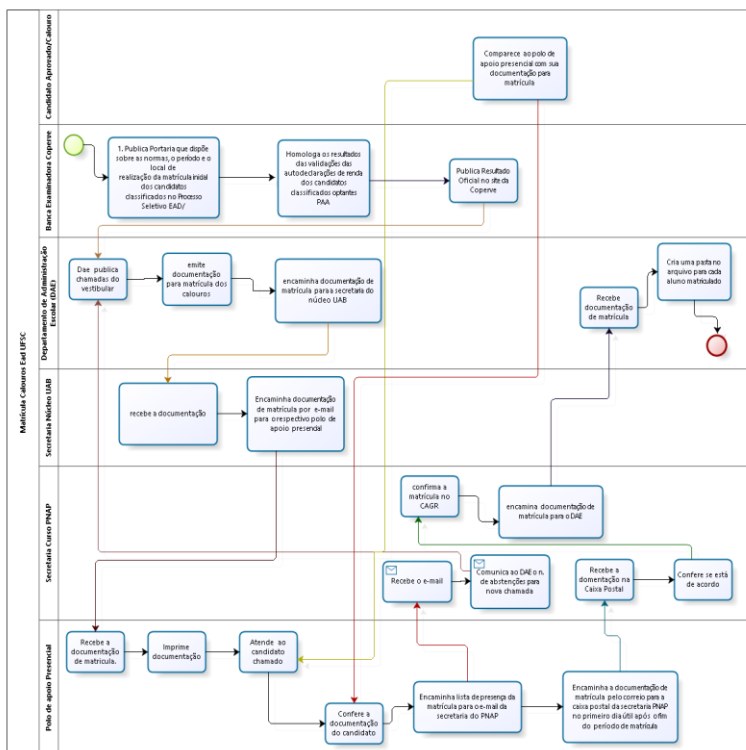 Matrícula Calouros Ead UFSC
Candidato Aprovado/Calouro
Comparece ao polo de
apoio presencial com sua
documentação para
matrícula
Banca Examinadora Coperve
1. Publica Portaria que dispõe
sobre as normas, o período e o
local de
realização da matrícula inicial
dos candidatos
classificados no Processo
Seletivo EAD/
Homologa os resultados
das validações das
autodeclarações de renda
dos candidatos
classificados optantes
PAA
Publica Resultado
Oficial no site da
Coperve
Departamento de Administração
Escolar (DAE)
Dae publica
chamadas do
vestibular
emite
documentação
para matrícula dos
calouros
encaminha documentação de
matrícula para a secretaria do
núcleo UAB
Recebe
documentação
de matrícula
Cria uma pasta no
arquivo para cada
aluno matriculado
Secretaria Núcleo UAB
recebe a documentação
Encaminha documentação
de matrícula por e-mail
para o respectivo polo de
apoio presencial
Secretaria Curso PNAP
confirma a
matrícula no
CAGR
encamina documentação de
matrícula para o DAE
Recebe o e-mail
Comunica ao DAE o n.
de abstenções para
nova chamada
Recebe a
domentação na
Caixa Postal
Confere se está
de acordo
Polo de apoio Presencial
Recebe a
documentação
de matricula.
Imprime
documentação
Atende ao
candidato
chamado
Confere a
documentação
do candidato
Encaminha lista de presença da
matrícula para o e-mail da
secretaria do PNAP
Encaminha a documentação de
matrícula pelo correio para a
caixa postal da secretaria PNAP
no primeiro dia útil após o fim
do período de matrícula